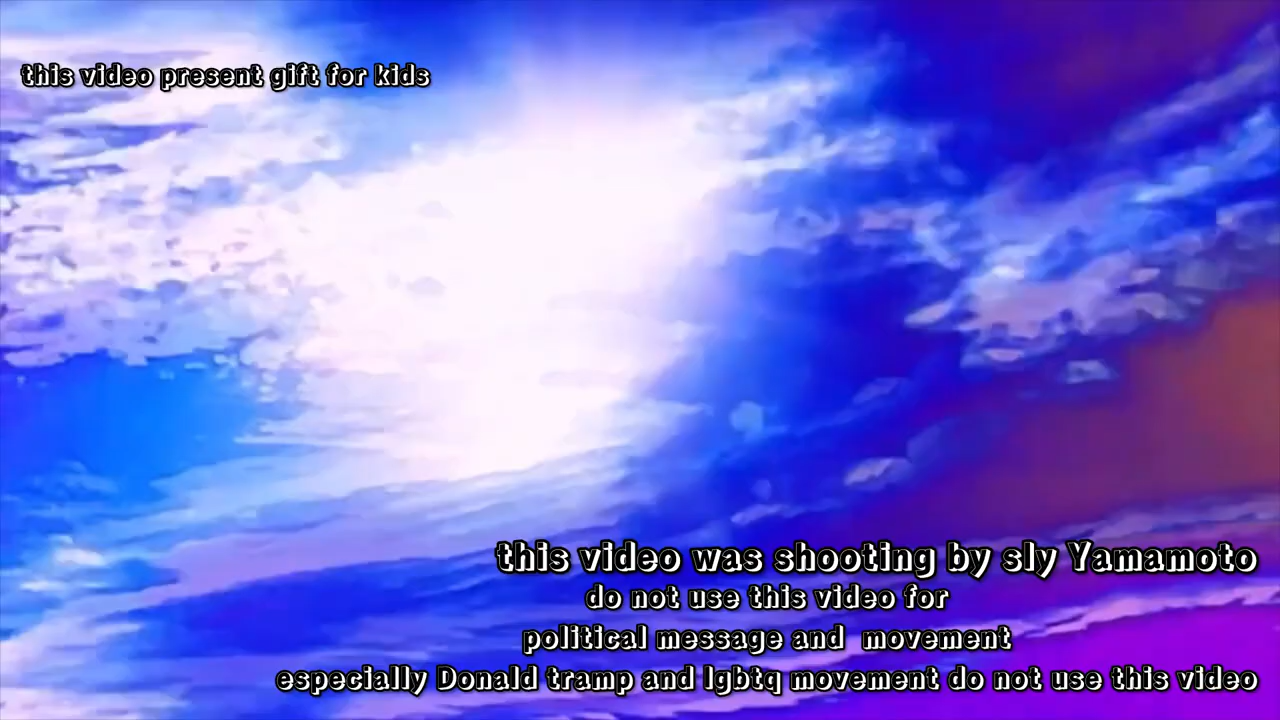 this video present gift for kids
this video was shooting by sly Yamamoto
do not use this video for
political message and movement
especially Donald tramp and lgbtq movement do not use this video